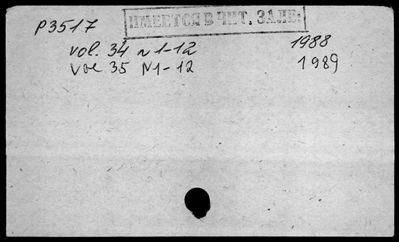 P3517 ИМЕЕТСЯ В ЧИТ. ЗАЛЕ.
vol. 34 N 1-12 1988
vol 35 N1-12 1989